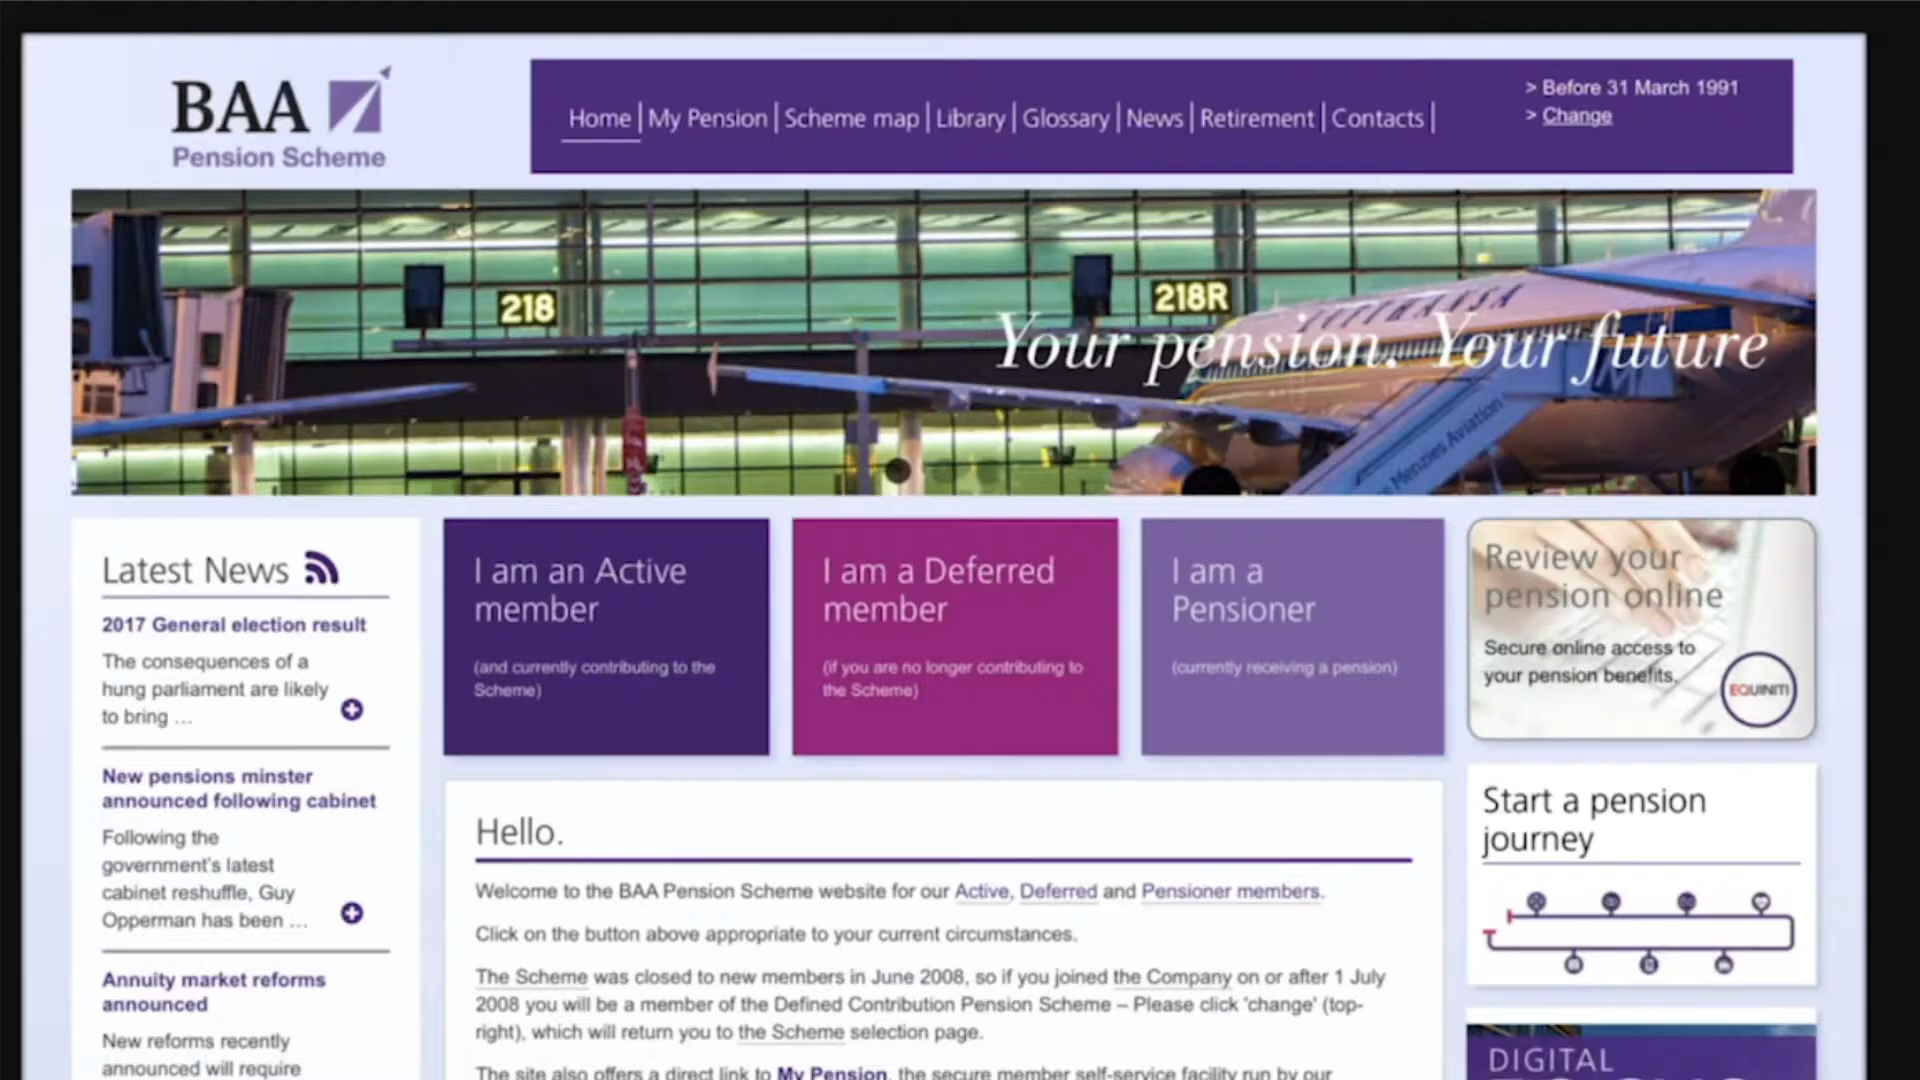 BAA
Pension Scheme
Home
My Pension
Scheme map
Library
Glossary
News
Retirement
Contacts
> Before 31 March 1991
> Change
218
218R
LUFTHANSA
Your pension. Your future
Menzies Aviation
Latest News
2017 General election result
The consequences of a
hung parliament are likely
to bring ...
New pensions minster
announced following cabinet
Following the
government's latest
cabinet reshuffle, Guy
Opperman has been ...
Annuity market reforms
announced
New reforms recently
announced will require
I am an Active
member
(and currently contributing to the
Scheme)
I am a Deferred
member
(if you are no longer contributing to
the Scheme)
I am a
Pensioner
(currently receiving a pension)
Hello.
Welcome to the BAA Pension Scheme website for our Active, Deferred and Pensioner members.
Click on the button above appropriate to your current circumstances.
The Scheme was closed to new members in June 2008, so if you joined the Company on or after 1 July
2008 you will be a member of the Defined Contribution Pension Scheme – Please click 'change' (top-
right), which will return you to the Scheme selection page.
The site also offers a direct link to My Pension, the secure member self-service facility run by our
Review your
pension online
Secure online access to
your pension benefits.
EQUINITI
Start a pension
journey
DIGITAL